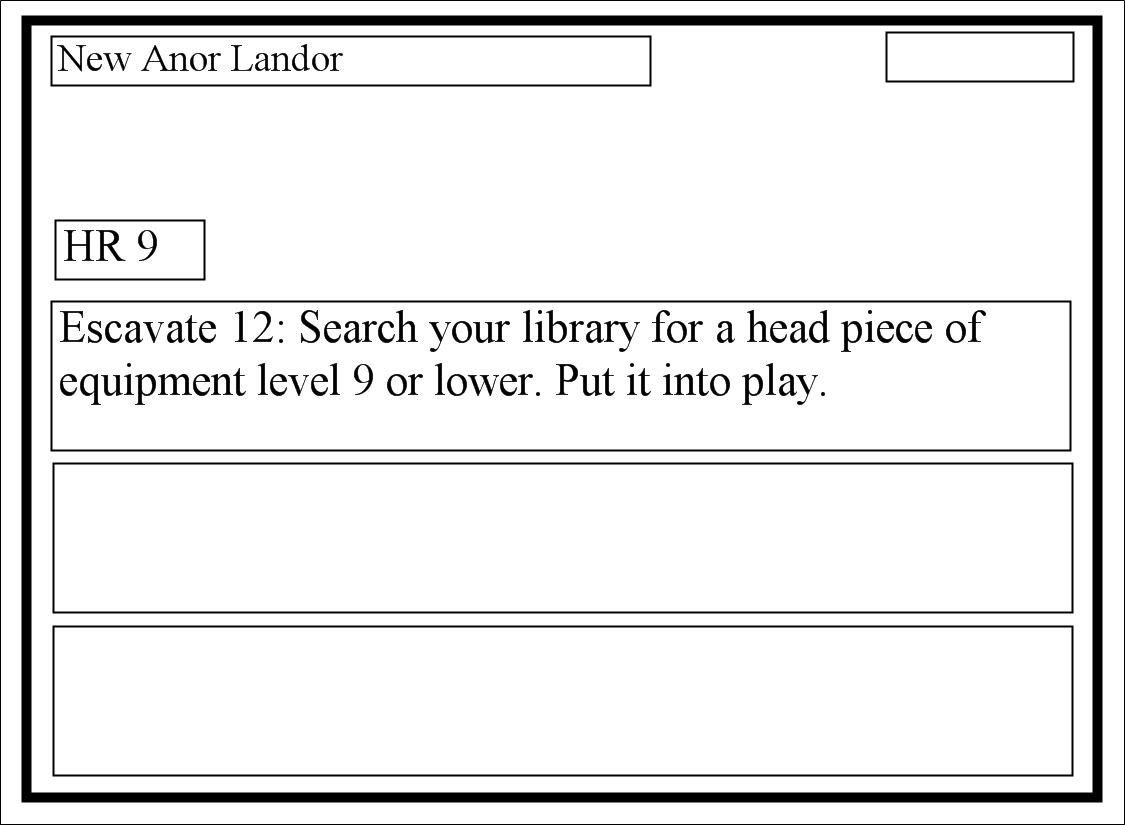 New Anor Landor
HR 9
Escavate 12: Search your library for a head piece of
equipment level 9 or lower. Put it into play.